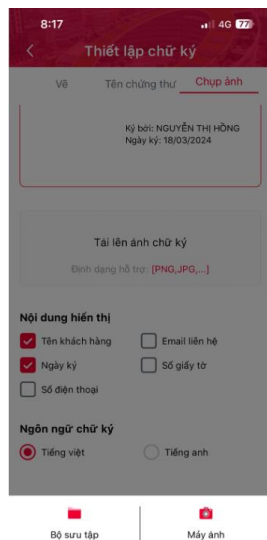 8:17 4G 77
Thiết lập chữ ký
Vẽ Tên chứng thư Chụp ảnh
Ký bởi: NGUYỄN THỊ HỒNG
Ngày ký: 18/03/2024
Tải lên ảnh chữ ký
Định dạng hỗ trợ: [PNG,JPG,...]
Nội dung hiển thị
Tên khách hàng Email liên hệ
Ngày ký Số giấy tờ
Số điện thoại
Ngôn ngữ chữ ký
Tiếng việt Tiếng anh
Bộ sưu tập Máy ảnh